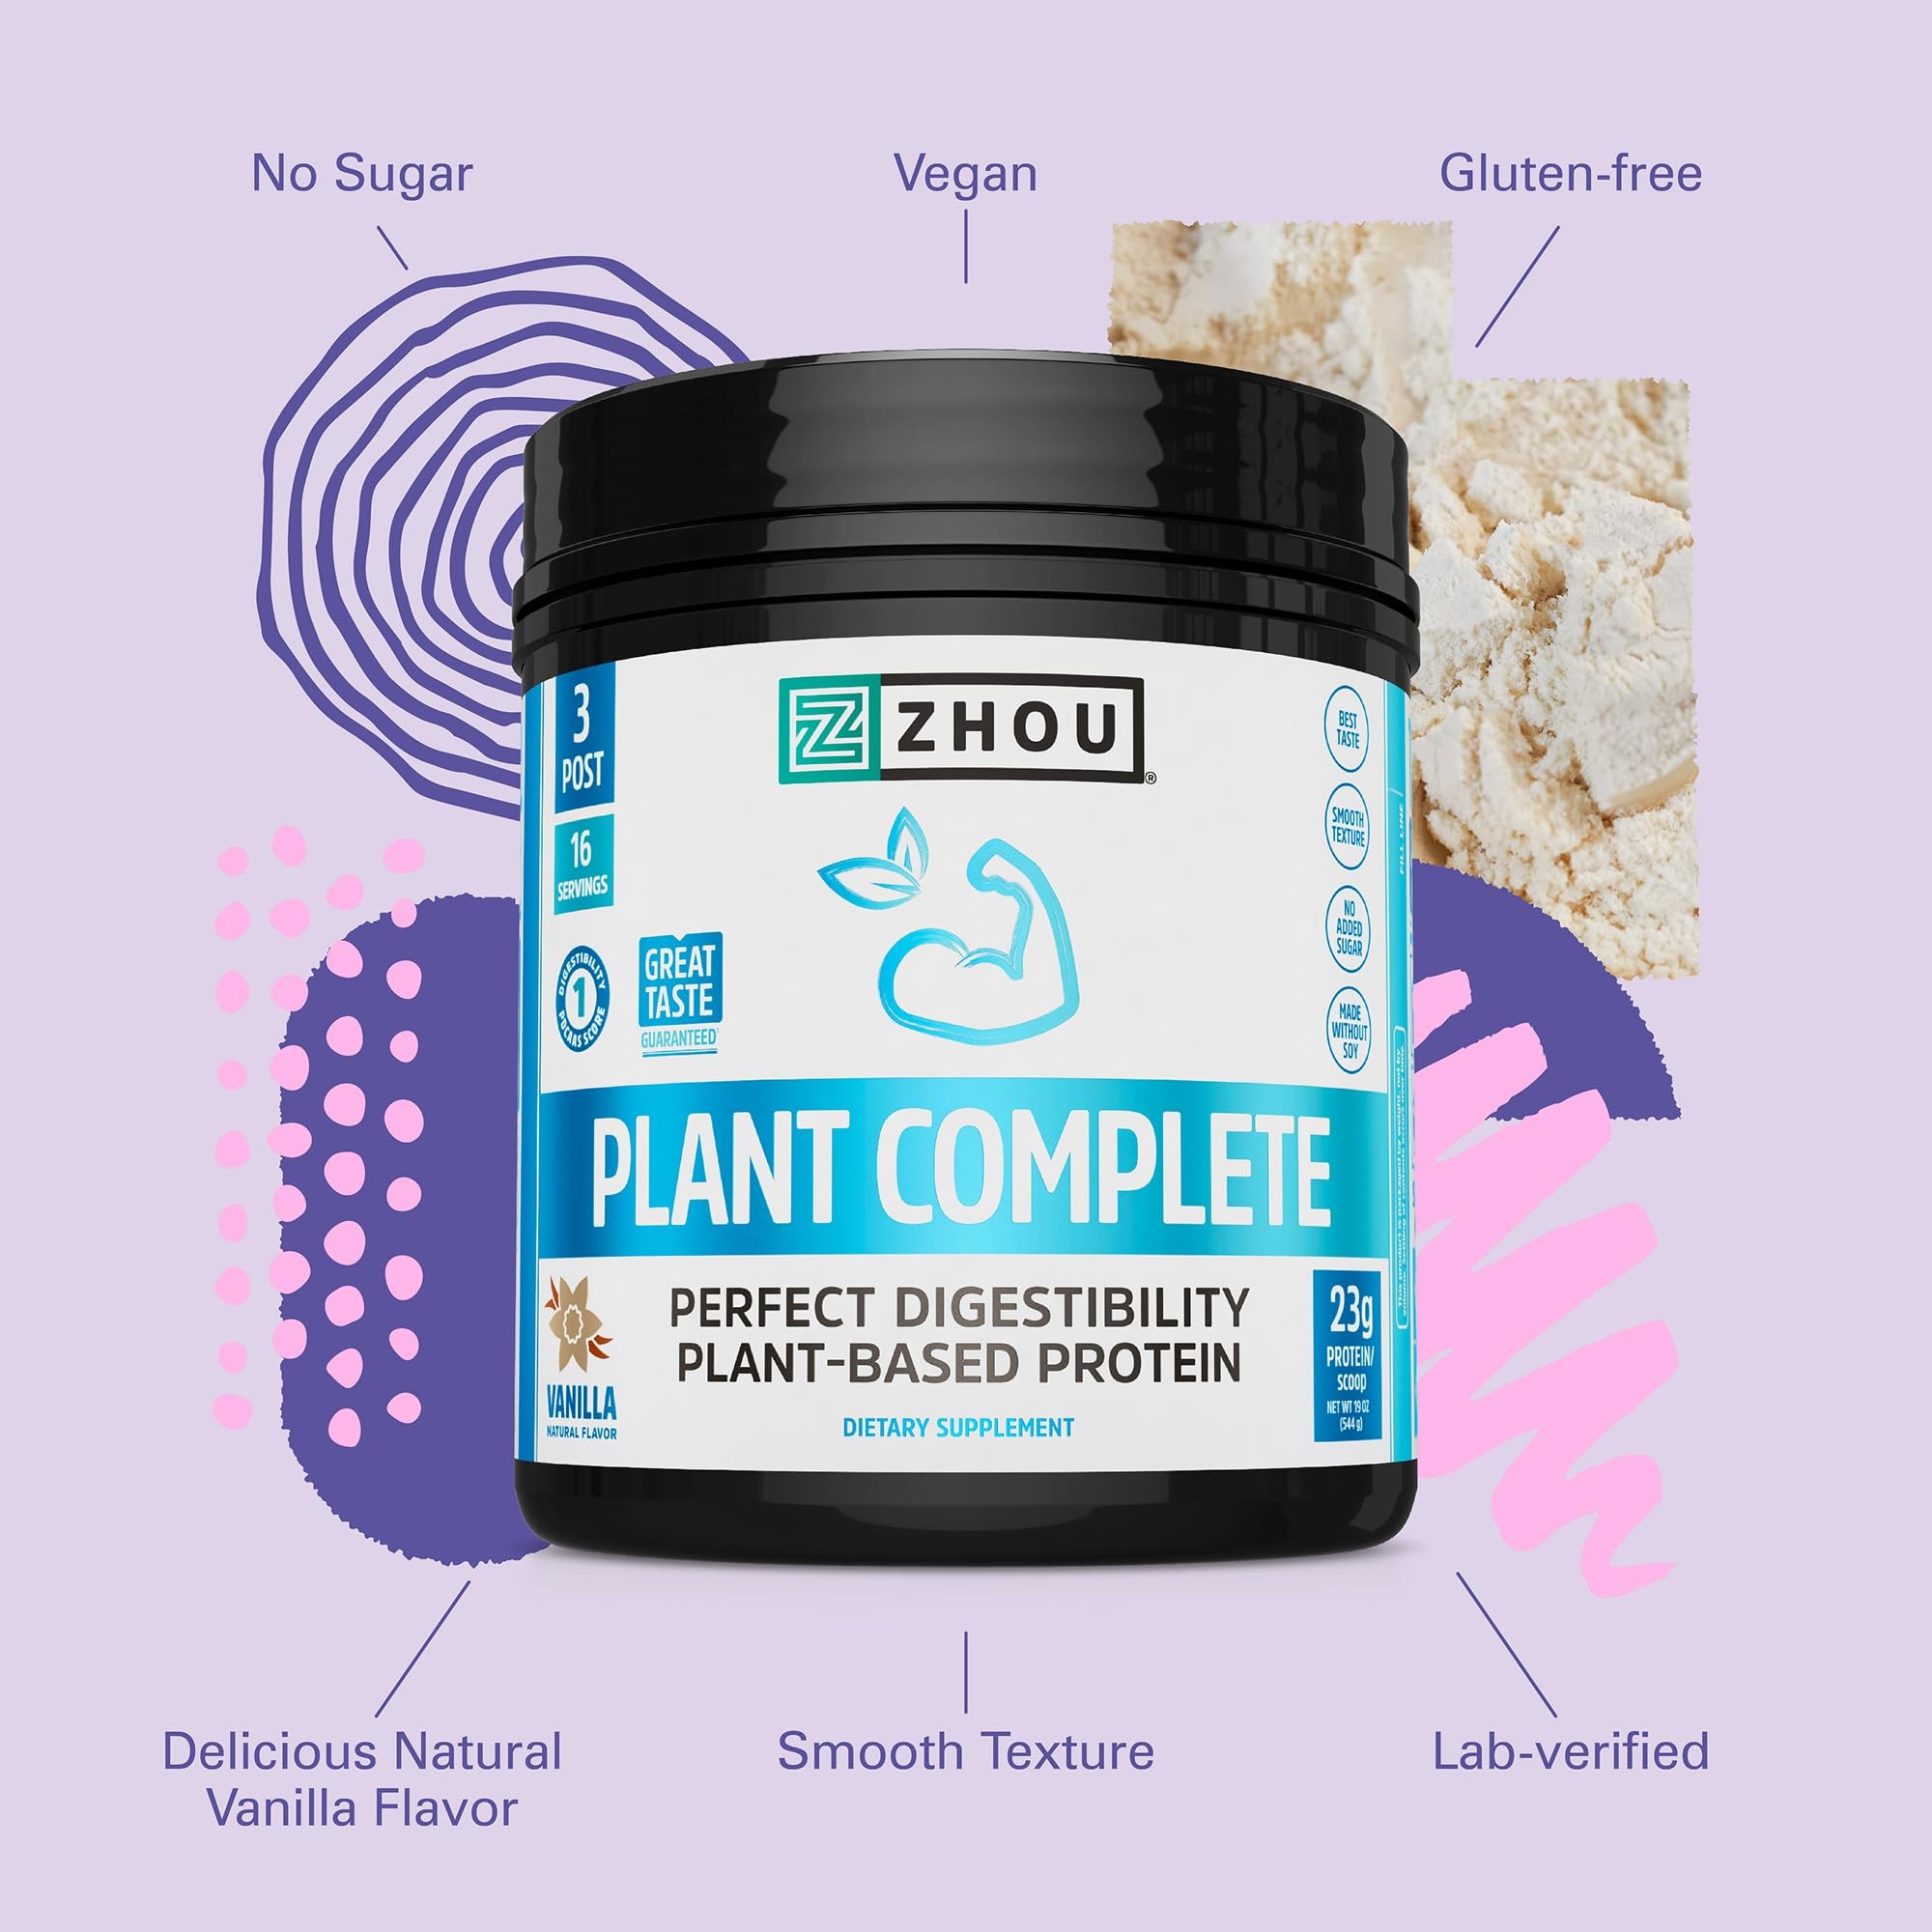 No Sugar
Vegan
Gluten-free
3
POST
16
SERVINGS
ZHOU
®
BEST
TASTE
SMOOTH
TEXTURE
NO
ADDED
SUGAR
MADE
WITHOUT
SOY
FILL LINE
DIGESTIBILITY
1
PDCAAS SCORE
GREAT
TASTE
GUARANTEED†
PLANT COMPLETE
VANILLA
NATURAL FLAVOR
PERFECT DIGESTIBILITY
PLANT-BASED PROTEIN
DIETARY SUPPLEMENT
23g
PROTEIN/
scoop
NET WT 19 OZ
(544 g)
Delicious Natural
Vanilla Flavor
Smooth Texture
Lab-verified